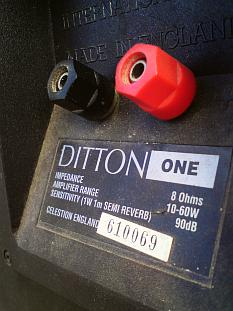 INTERNATIONAL
MADE IN ENGLAND
DITTON ONE
IMPEDANCE 8 Ohms
AMPLIFIER RANGE 10-60W
SENSITIVITY (1W 1m SEMI REVERB) 90dB
CELESTION ENGLAND 610069